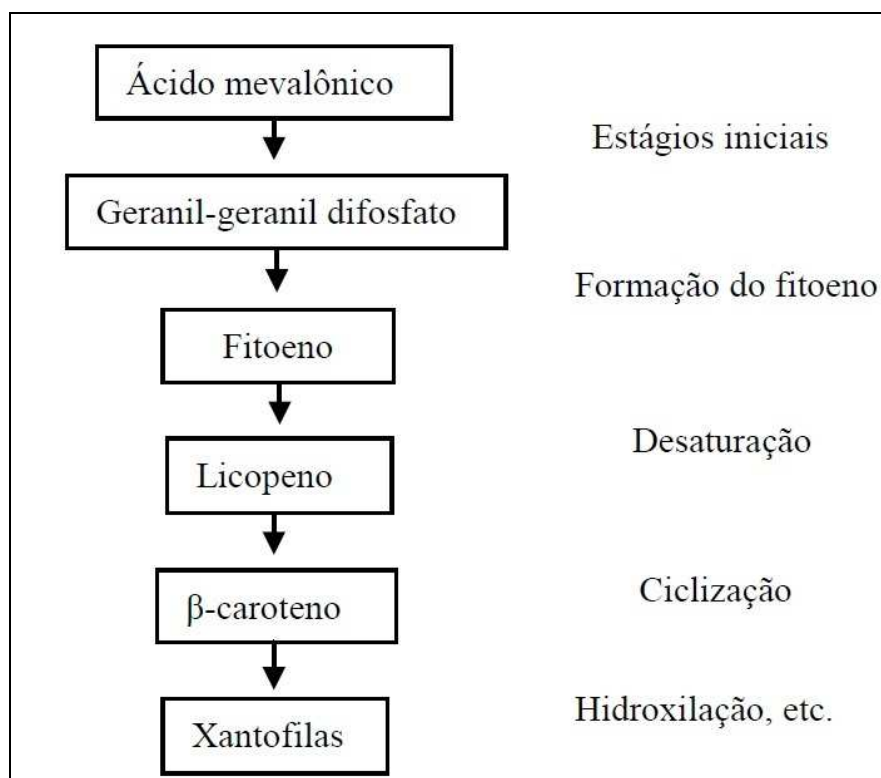 Ácido mevalônico
Estágios iniciais
Geranil-geranil difosfato
Formação do fitoeno
Fitoeno
Desaturação
Licopeno
Ciclização
β-caroteno
Hidroxilação, etc.
Xantofilas